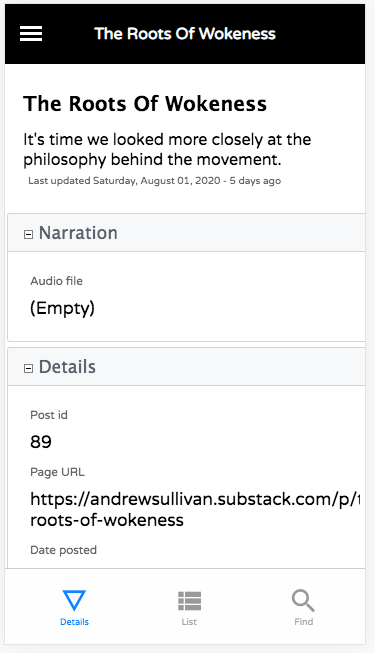 The Roots Of Wokeness
The Roots Of Wokeness
It's time we looked more closely at the
philosophy behind the movement.
Last updated Saturday, August 01, 2020 - 5 days ago
Narration
Audio file
(Empty)
Details
Post id
89
Page URL
https://andrewsullivan.substack.com/p/t
roots-of-wokeness
Date posted
Details List Find